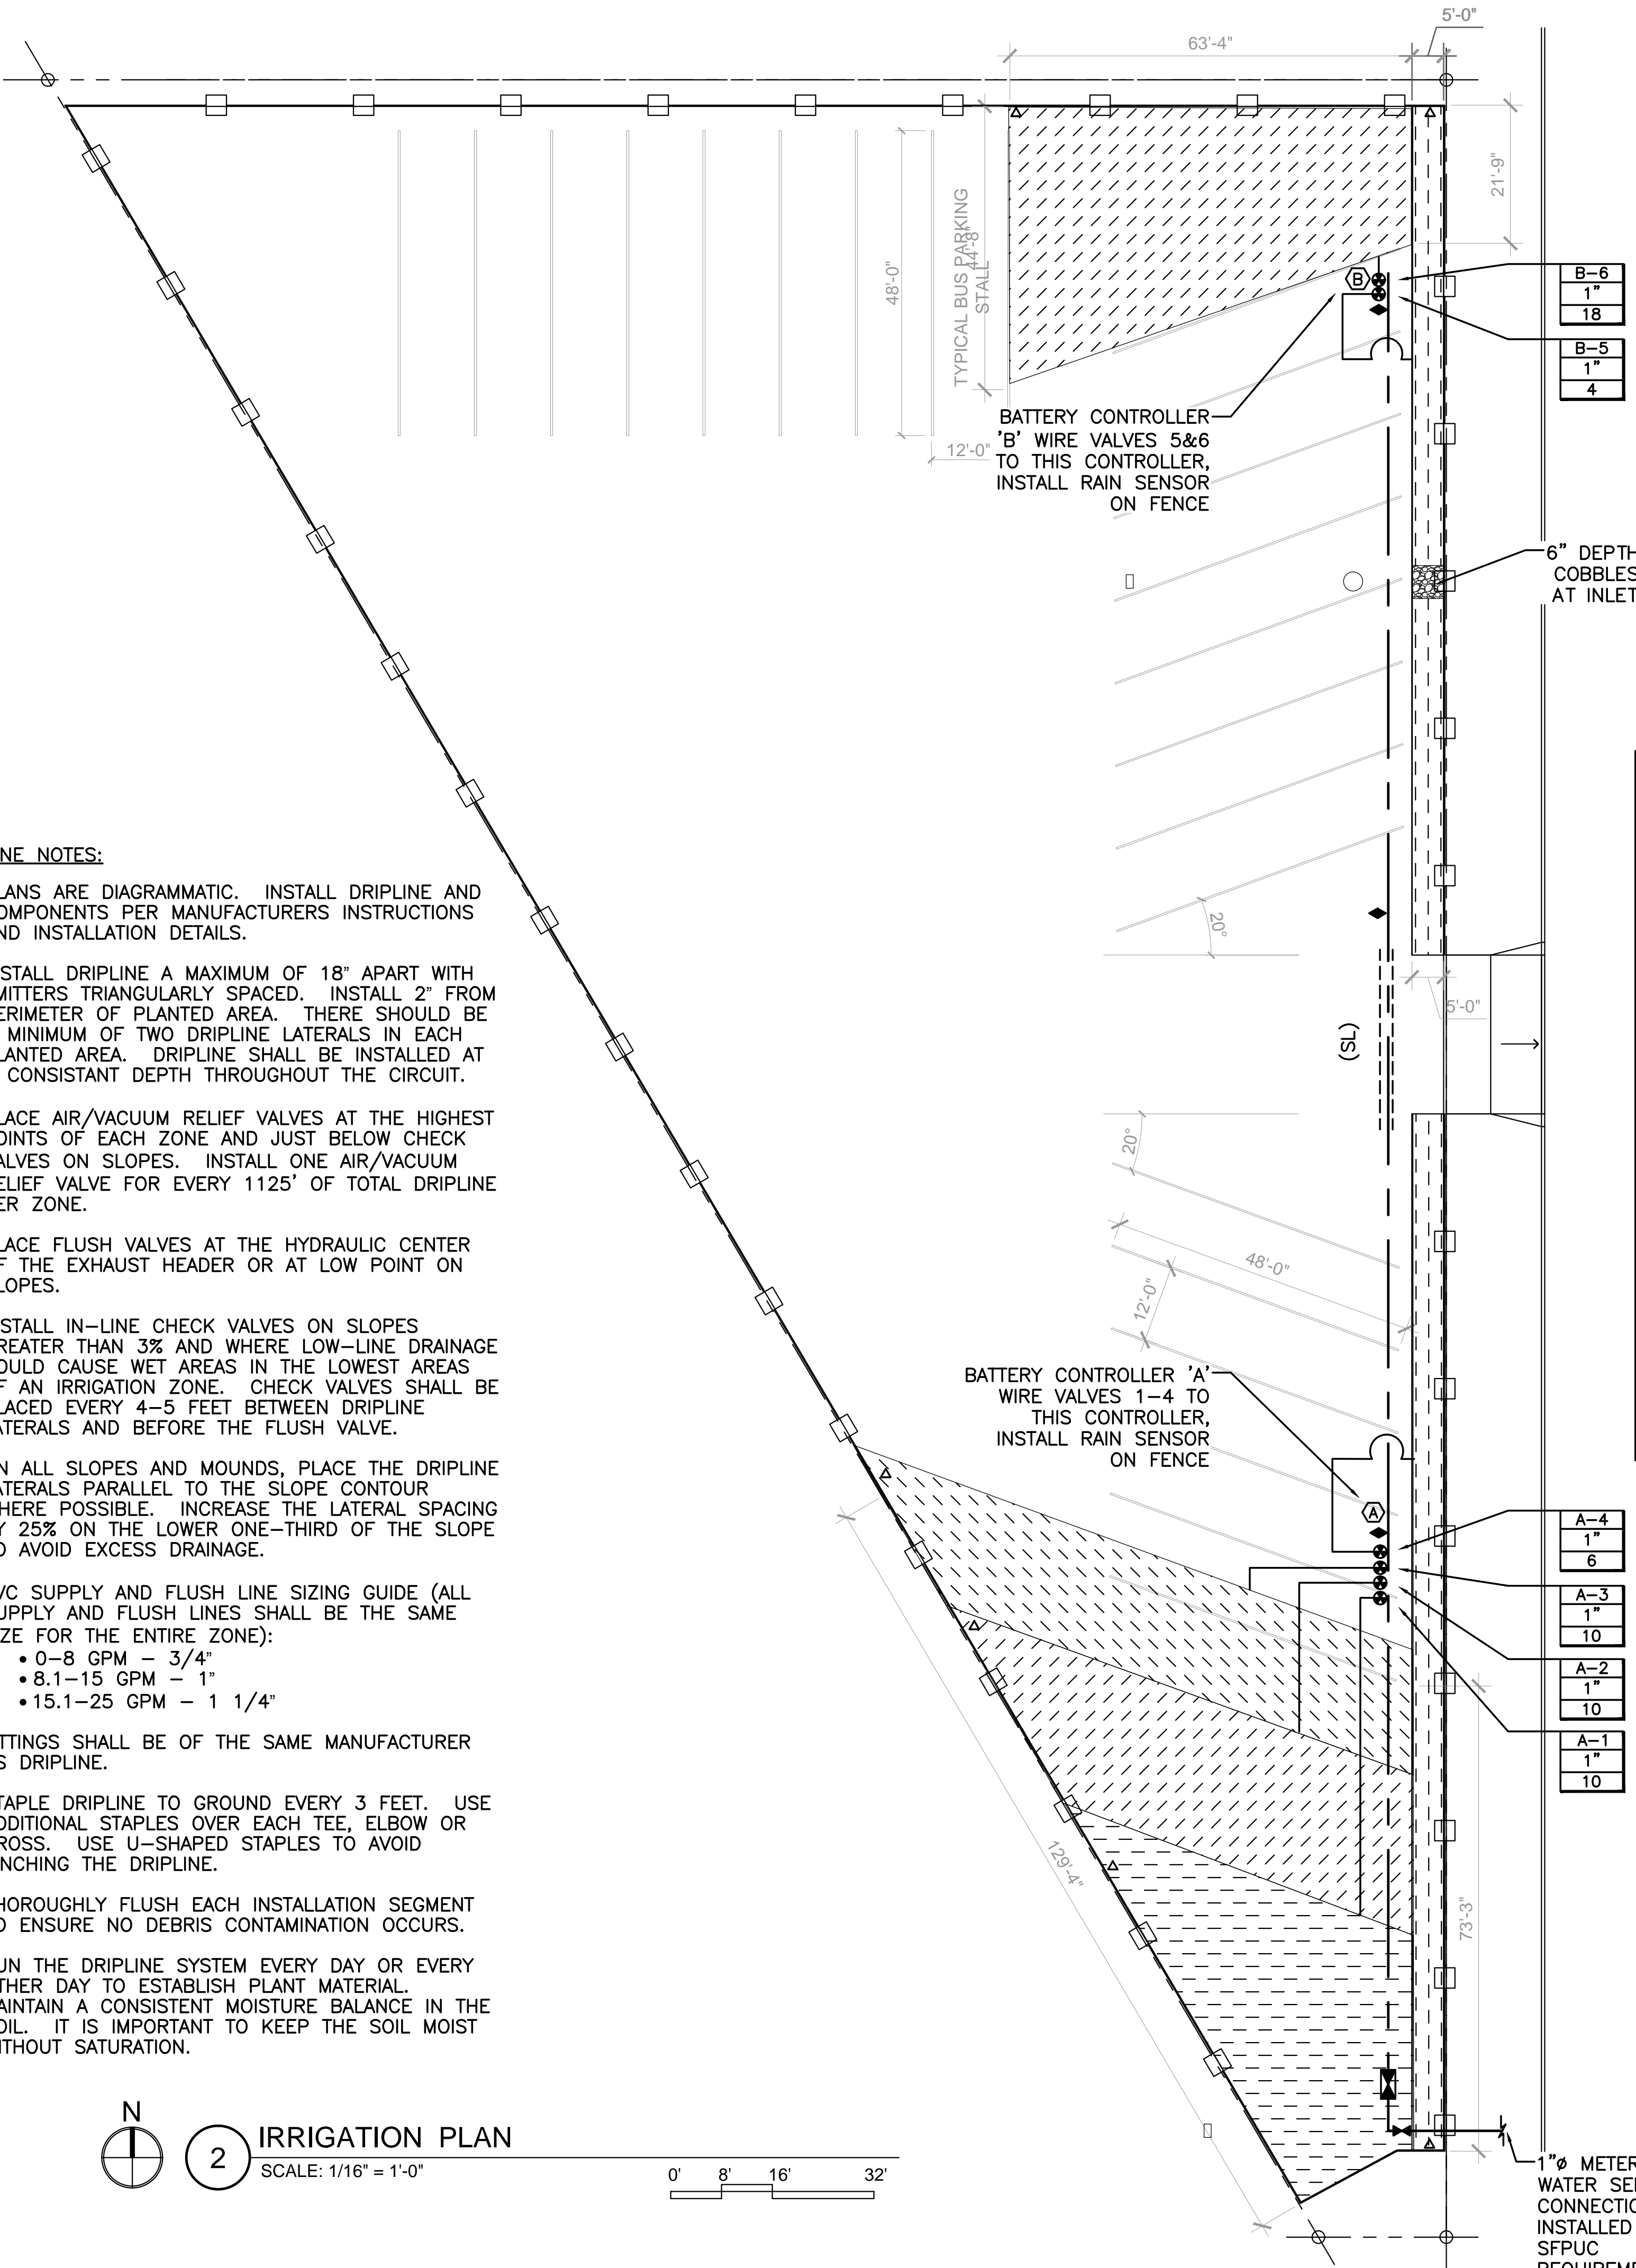 5'-0"
63'-4"
21'-9"
TYPICAL BUS PARKING
STALL
44'-8"
48'-0"
12'-0"
B
B-6
1"
18
B-5
1"
4
BATTERY CONTROLLER
'B' WIRE VALVES 5&6
TO THIS CONTROLLER,
INSTALL RAIN SENSOR
ON FENCE
6" DEPTH
COBBLES
AT INLET
20°
5'-0"
(SL)
20°
48'-0"
12'-0"
BATTERY CONTROLLER 'A'
WIRE VALVES 1-4 TO
THIS CONTROLLER,
INSTALL RAIN SENSOR
ON FENCE
A
A-4
1"
6
A-3
1"
10
A-2
1"
10
A-1
1"
10
129'-4"
73'-3"
1"ø METER
WATER SE
CONNECTIO
INSTALLED
SFPUC
NE NOTES:
LANS ARE DIAGRAMMATIC. INSTALL DRIPLINE AND
OMPONENTS PER MANUFACTURERS INSTRUCTIONS
ND INSTALLATION DETAILS.
STALL DRIPLINE A MAXIMUM OF 18" APART WITH
MITTERS TRIANGULARLY SPACED. INSTALL 2" FROM
ERIMETER OF PLANTED AREA. THERE SHOULD BE
MINIMUM OF TWO DRIPLINE LATERALS IN EACH
LANTED AREA. DRIPLINE SHALL BE INSTALLED AT
CONSISTANT DEPTH THROUGHOUT THE CIRCUIT.
LACE AIR/VACUUM RELIEF VALVES AT THE HIGHEST
OINTS OF EACH ZONE AND JUST BELOW CHECK
ALVES ON SLOPES. INSTALL ONE AIR/VACUUM
ELIEF VALVE FOR EVERY 1125' OF TOTAL DRIPLINE
ER ZONE.
LACE FLUSH VALVES AT THE HYDRAULIC CENTER
F THE EXHAUST HEADER OR AT LOW POINT ON
LOPES.
STALL IN-LINE CHECK VALVES ON SLOPES
REATER THAN 3% AND WHERE LOW-LINE DRAINAGE
OULD CAUSE WET AREAS IN THE LOWEST AREAS
F AN IRRIGATION ZONE. CHECK VALVES SHALL BE
LACED EVERY 4-5 FEET BETWEEN DRIPLINE
ATERALS AND BEFORE THE FLUSH VALVE.
N ALL SLOPES AND MOUNDS, PLACE THE DRIPLINE
ATERALS PARALLEL TO THE SLOPE CONTOUR
HERE POSSIBLE. INCREASE THE LATERAL SPACING
Y 25% ON THE LOWER ONE-THIRD OF THE SLOPE
O AVOID EXCESS DRAINAGE.
VC SUPPLY AND FLUSH LINE SIZING GUIDE (ALL
UPPLY AND FLUSH LINES SHALL BE THE SAME
IZE FOR THE ENTIRE ZONE):
• 0-8 GPM - 3/4"
• 8.1-15 GPM - 1"
• 15.1-25 GPM - 1 1/4"
TTINGS SHALL BE OF THE SAME MANUFACTURER
S DRIPLINE.
TAPLE DRIPLINE TO GROUND EVERY 3 FEET. USE
DDITIONAL STAPLES OVER EACH TEE, ELBOW OR
ROSS. USE U-SHAPED STAPLES TO AVOID
INCHING THE DRIPLINE.
HOROUGHLY FLUSH EACH INSTALLATION SEGMENT
O ENSURE NO DEBRIS CONTAMINATION OCCURS.
UN THE DRIPLINE SYSTEM EVERY DAY OR EVERY
THER DAY TO ESTABLISH PLANT MATERIAL.
AINTAIN A CONSISTENT MOISTURE BALANCE IN THE
OIL. IT IS IMPORTANT TO KEEP THE SOIL MOIST
ITHOUT SATURATION.
N
2
IRRIGATION PLAN
SCALE: 1/16" = 1'-0"
0' 8' 16' 32'